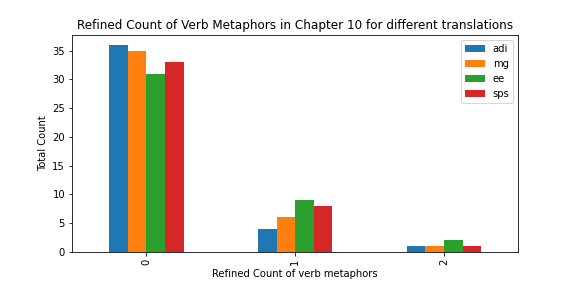 Refined Count of Verb Metaphors in Chapter 10 for different translations
adi
mg
ee
sps
Total Count
35
30
25
20
15
10
5
0
0
1
2
Refined Count of verb metaphors